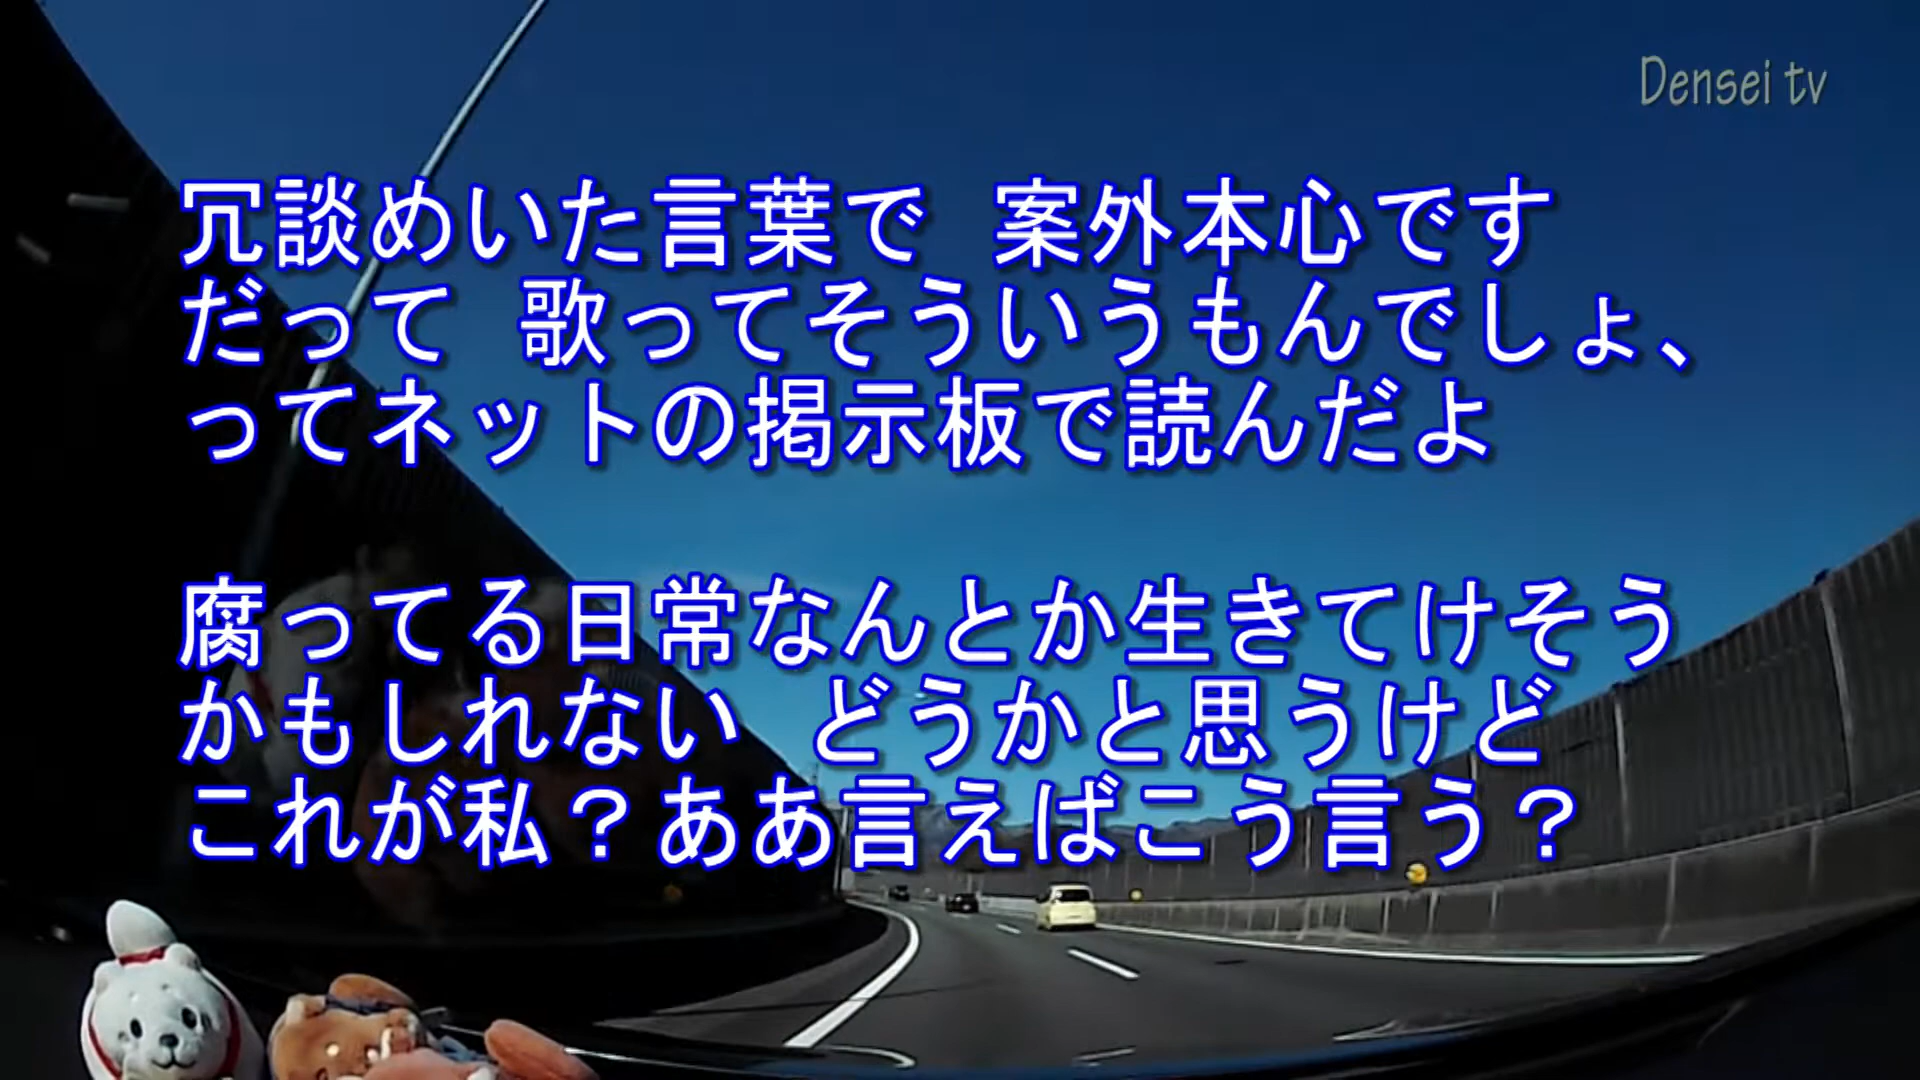 Densei tv
冗談めいた言葉で　案外本心です
だって　歌ってそういうもんでしょ、
ってネットの掲示板で読んだよ
腐ってる日常なんとか生きてけそう
かもしれない　どうかと思うけど
これが私？ああ言えばこう言う？